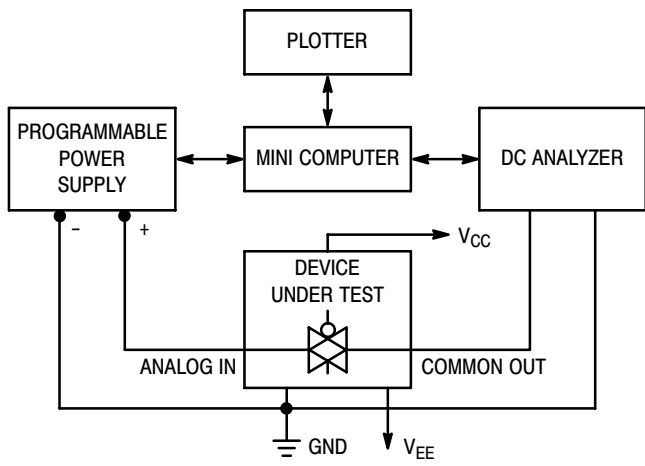 PLOTTER
PROGRAMMABLE
POWER
SUPPLY
MINI COMPUTER
DC ANALYZER
– +
VCC
DEVICE
UNDER TEST
ANALOG IN
COMMON OUT
GND
VEE